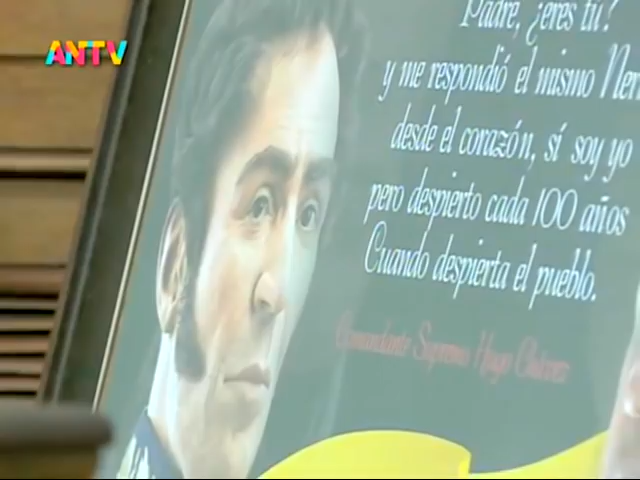 ANTV
Padre, ¿eres tú?
y me respondió el mismo
desde el corazón, sí soy yo
pero despierto cada 100 años
Cuando despierta el pueblo.
Comandante Supremo Hugo Chávez